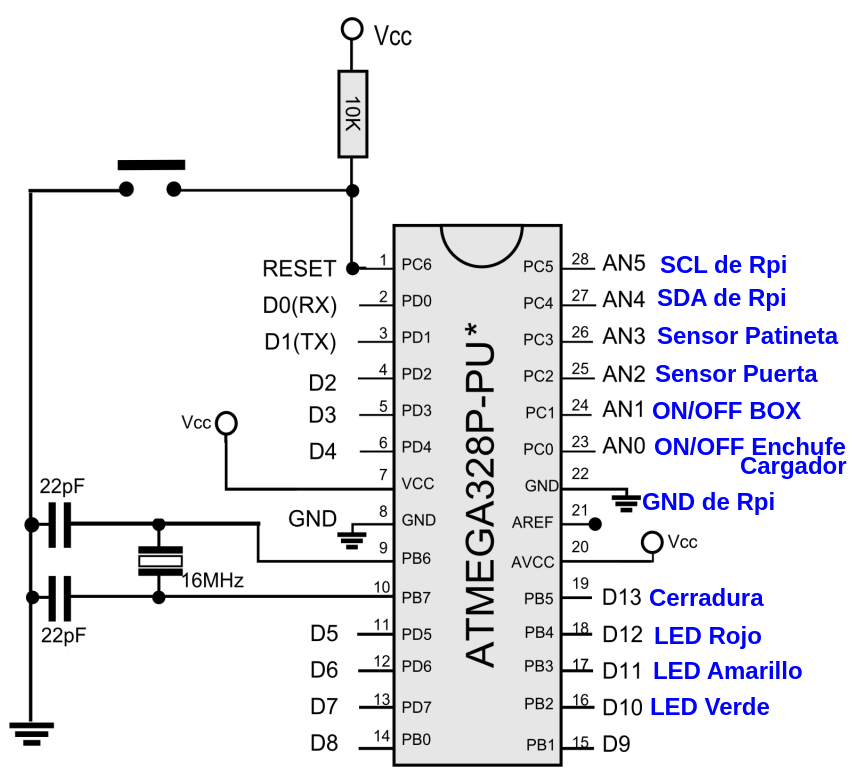 Vcc
10K
RESET 1 PC6
D0(RX) 2 PD0
D1(TX) 3 PD1
D2 4 PD2
D3 5 PD3
D4 6 PD4
Vcc 7 VCC
GND 8 GND
22pF
9 PB6
16MHz
10 PB7
22pF
D5 11 PD5
D6 12 PD6
D7 13 PD7
D8 14 PB0
ATMEGA328P-PU*
PC5 28 AN5 SCL de Rpi
PC4 27 AN4 SDA de Rpi
PC3 26 AN3 Sensor Patineta
PC2 25 AN2 Sensor Puerta
PC1 24 AN1 ON/OFF BOX
PC0 23 AN0 ON/OFF Enchufe
Cargador
GND 22 GND de Rpi
AREF 21
AVCC 20 Vcc
PB5 19 D13 Cerradura
PB4 18 D12 LED Rojo
PB3 17 D11 LED Amarillo
PB2 16 D10 LED Verde
PB1 15 D9